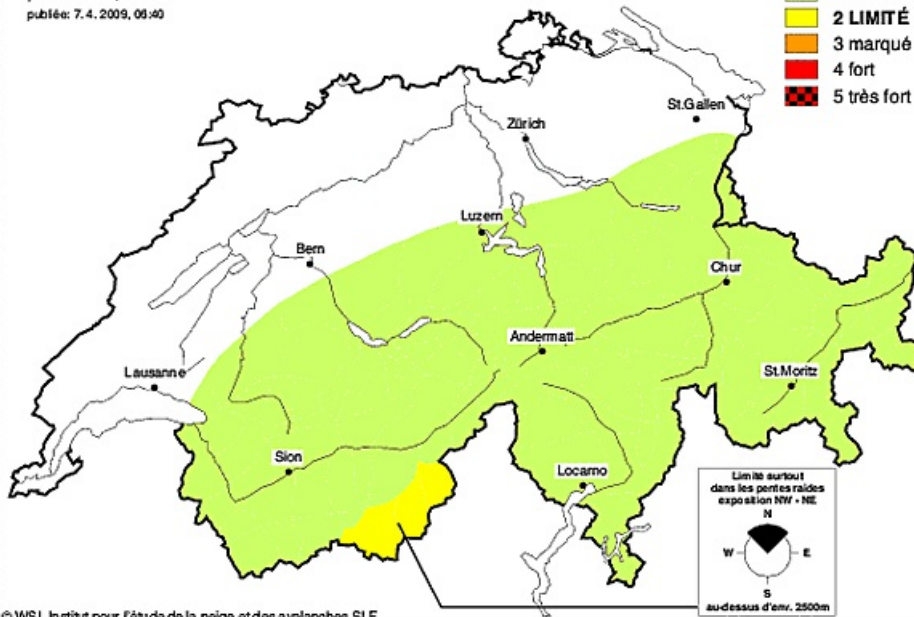 publiée: 7.4.2009, 06:40
2 LIMITÉ
3 marqué
4 fort
5 très fort
St.Gallen
Zürich
Luzern
Bern
Chur
Andermatt
Lausanne
St.Moritz
Sion
Locarno
Limité surtout
dans les pentes raides
exposition NW - NE
N
W
E
S
au-dessus d'env. 2500m
© WSL Institut pour l'étude de la neige et des avalanches SLF